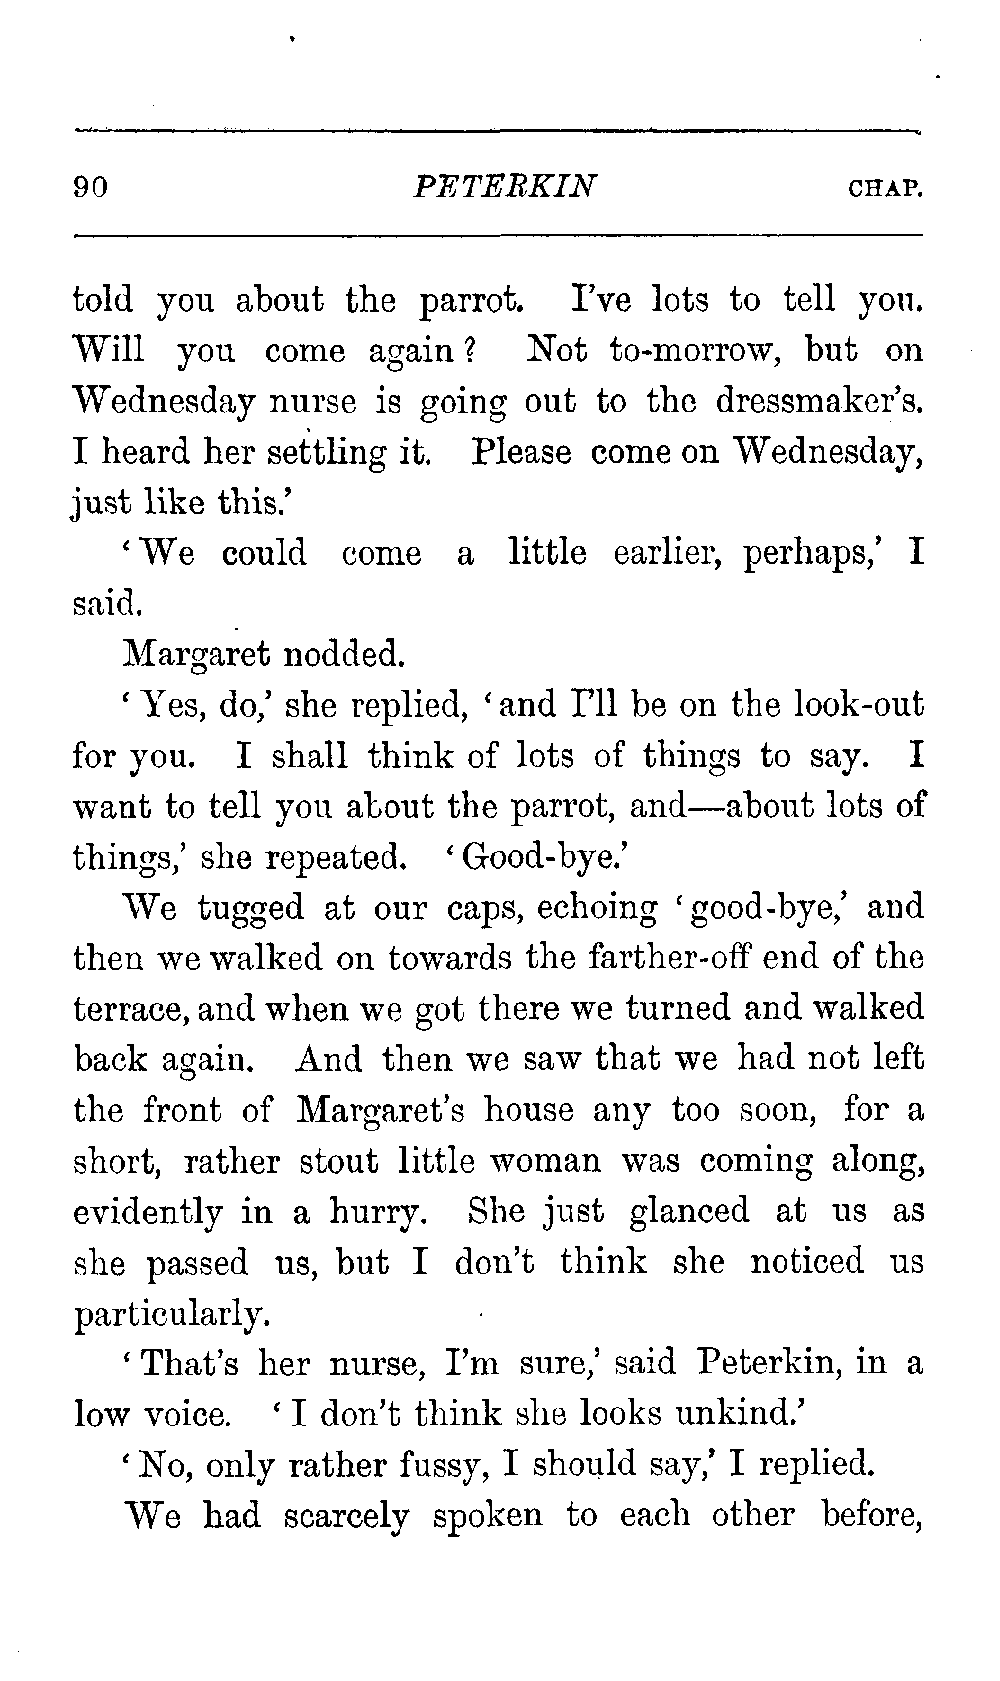 90 PETERKIN CHAP.
told you about the parrot. I've lots to tell you.
Will you come again? Not to-morrow, but on
Wednesday nurse is going out to the dressmaker's.
I heard her settling it. Please come on Wednesday,
just like this.'
'We could come a little earlier, perhaps,' I
said.
Margaret nodded.
'Yes, do,' she replied, 'and I'll be on the look-out
for you. I shall think of lots of things to say. I
want to tell you about the parrot, and—about lots of
things,' she repeated. 'Good-bye.'
We tugged at our caps, echoing 'good-bye,' and
then we walked on towards the farther-off end of the
terrace, and when we got there we turned and walked
back again. And then we saw that we had not left
the front of Margaret's house any too soon, for a
short, rather stout little woman was coming along,
evidently in a hurry. She just glanced at us as
she passed us, but I don't think she noticed us
particularly.
'That's her nurse, I'm sure,' said Peterkin, in a
low voice. 'I don't think she looks unkind.'
'No, only rather fussy, I should say,' I replied.
We had scarcely spoken to each other before,